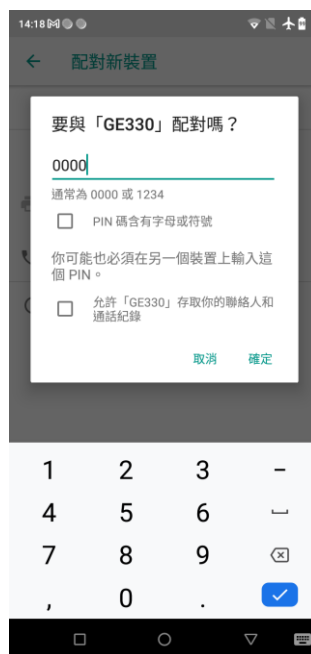 14:18
配對新裝置
要與「GE330」配對嗎？
0000
通常為 0000 或 1234
PIN 碼含有字母或符號
你可能也必須在另一個裝置上輸入這
個 PIN。
允許「GE330」存取你的聯絡人和
通話紀錄
取消 確定
1 2 3 -
4 5 6
7 8 9
, 0 .